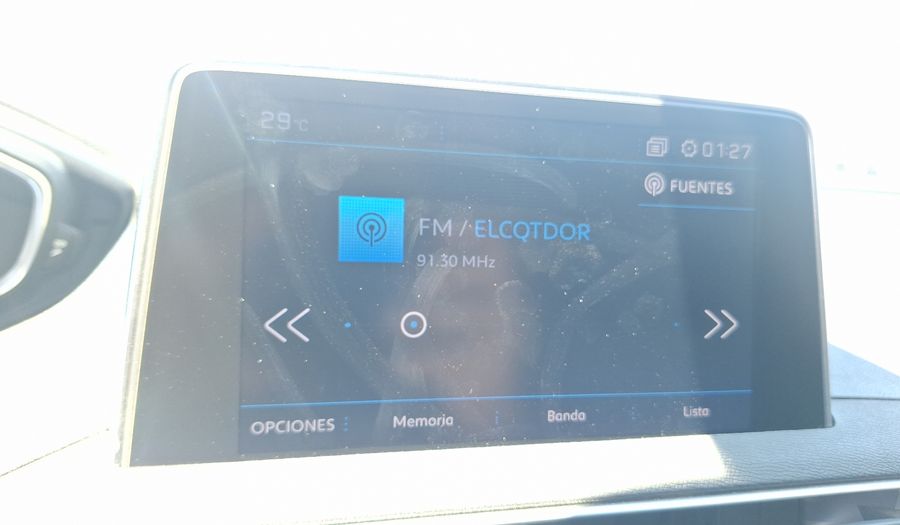 29°C
01:27
FUENTES
FM / ELCQTDOR
91.30 MHz
OPCIONES Memoria Banda Lista